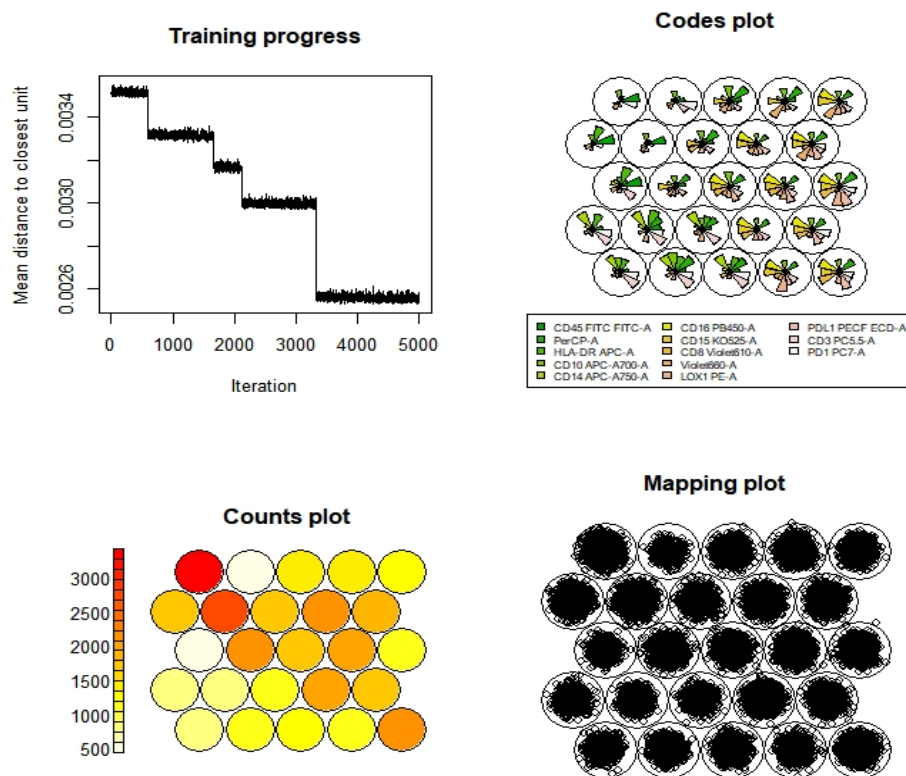 Training progress
Mean distance to closest unit
0.0034
0.0030
0.0026
0 1000 2000 3000 4000 5000
Iteration
Codes plot
CD45 FITC FITC-A
PerCP-A
HLA-DR APC-A
CD10 APC-A700-A
CD14 APC-A750-A
CD16 PB450-A
CD15 KO525-A
CD8 Violet610-A
Violet660-A
LOX1 PE-A
PDL1 PECF ECD-A
CD3 PC5.5-A
PD1 PC7-A
Counts plot
3000
2500
2000
1500
1000
500
Mapping plot